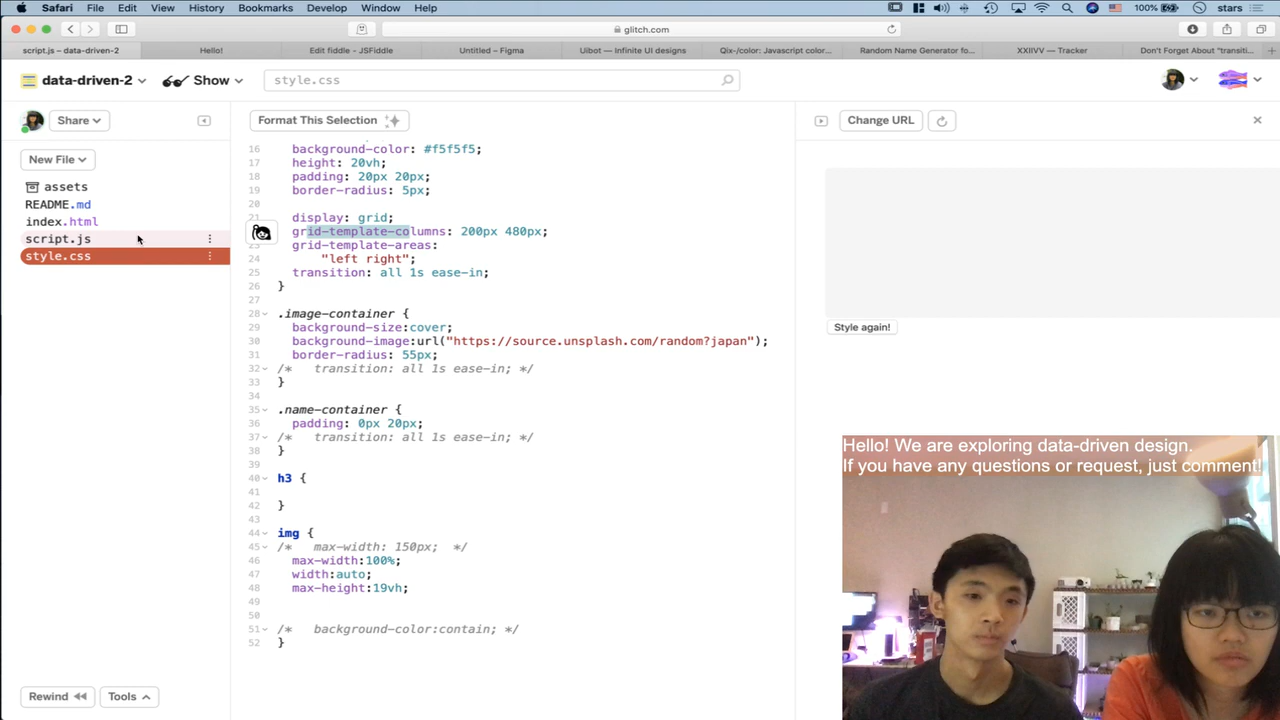 Safari File Edit View History Bookmarks Develop Window Help 100% stars
glitch.com
script.js – data-driven-2 Hello! Edit fiddle - JSFiddle Untitled – Figma Uibot — Infinite UI designs Qix-/color: Javascript color... Random Name Generator fo... XXIIVV — Tracker Don't Forget About "transiti...
data-driven-2 Show style.css
Share Format This Selection Change URL
New File
assets
README.md
index.html
script.js
style.css
16 background-color: #f5f5f5;
17 height: 20vh;
18 padding: 20px 20px;
19 border-radius: 5px;
20
21 display: grid;
grid-template-columns: 200px 480px;
23 grid-template-areas:
24 "left right";
25 transition: all 1s ease-in;
26 }
27
28 .image-container {
29 background-size:cover;
30 background-image:url("https://source.unsplash.com/random?japan");
31 border-radius: 55px;
32 /* transition: all 1s ease-in; */
33 }
34
35 .name-container {
36 padding: 0px 20px;
37 /* transition: all 1s ease-in; */
38 }
39
40 h3 {
41
42 }
43
44 img {
45 /* max-width: 150px; */
46 max-width:100%;
47 width:auto;
48 max-height:19vh;
49
50
51 /* background-color:contain; */
52 }
Style again!
Hello! We are exploring data-driven design.
If you have any questions or request, just comment!
Rewind Tools